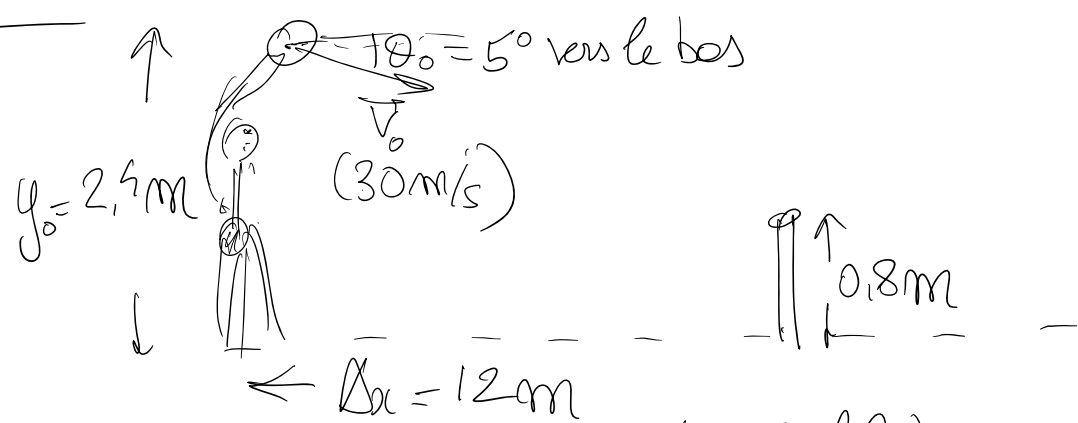 θ₀ = 5° vers le bas
V₀
(30 m/s)
y₀ = 2,4 m
0,8 m
Δx = 12 m